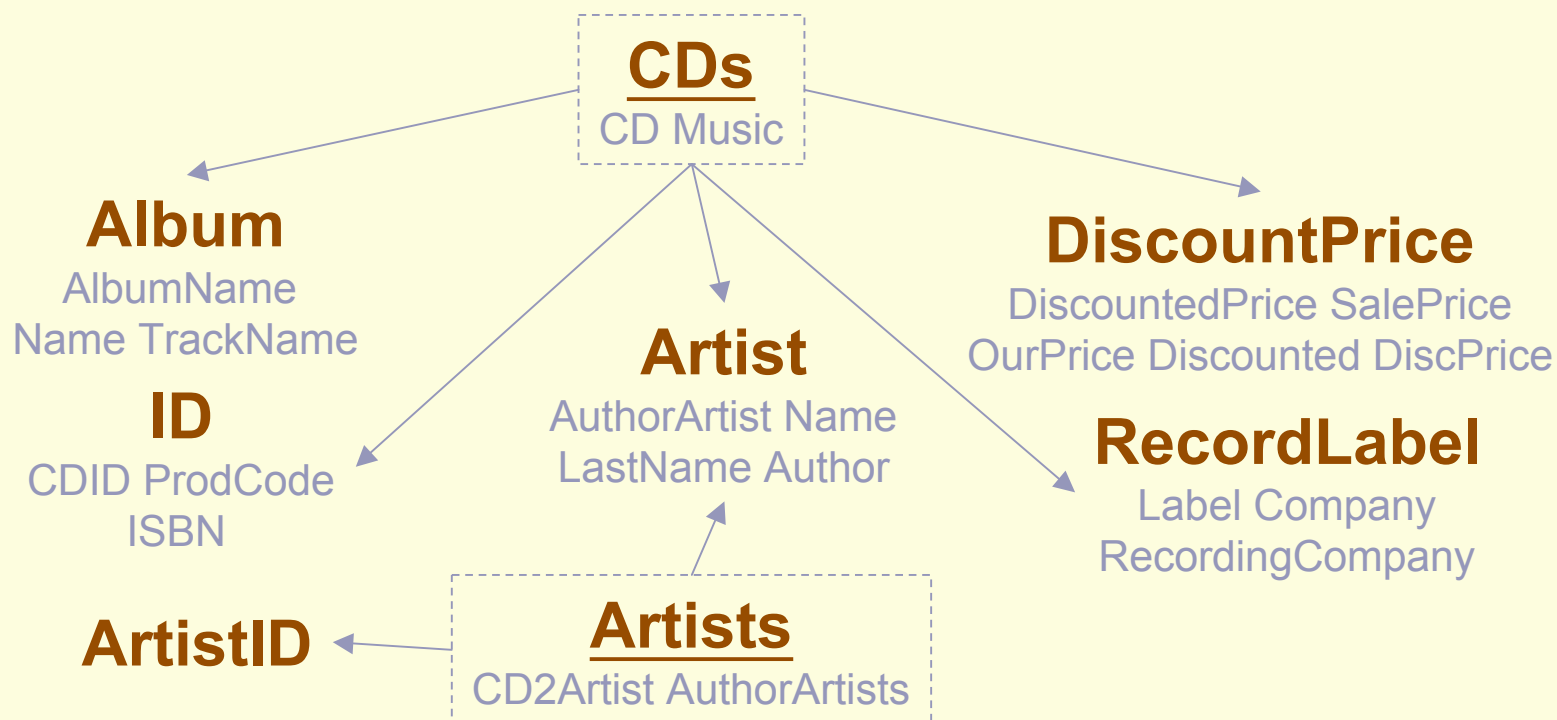 CDs
CD Music
Album
AlbumName
Name TrackName
DiscountPrice
DiscountedPrice SalePrice
OurPrice Discounted DiscPrice
ID
CDID ProdCode
ISBN
Artist
AuthorArtist Name
LastName Author
RecordLabel
Label Company
RecordingCompany
ArtistID
Artists
CD2Artist AuthorArtists